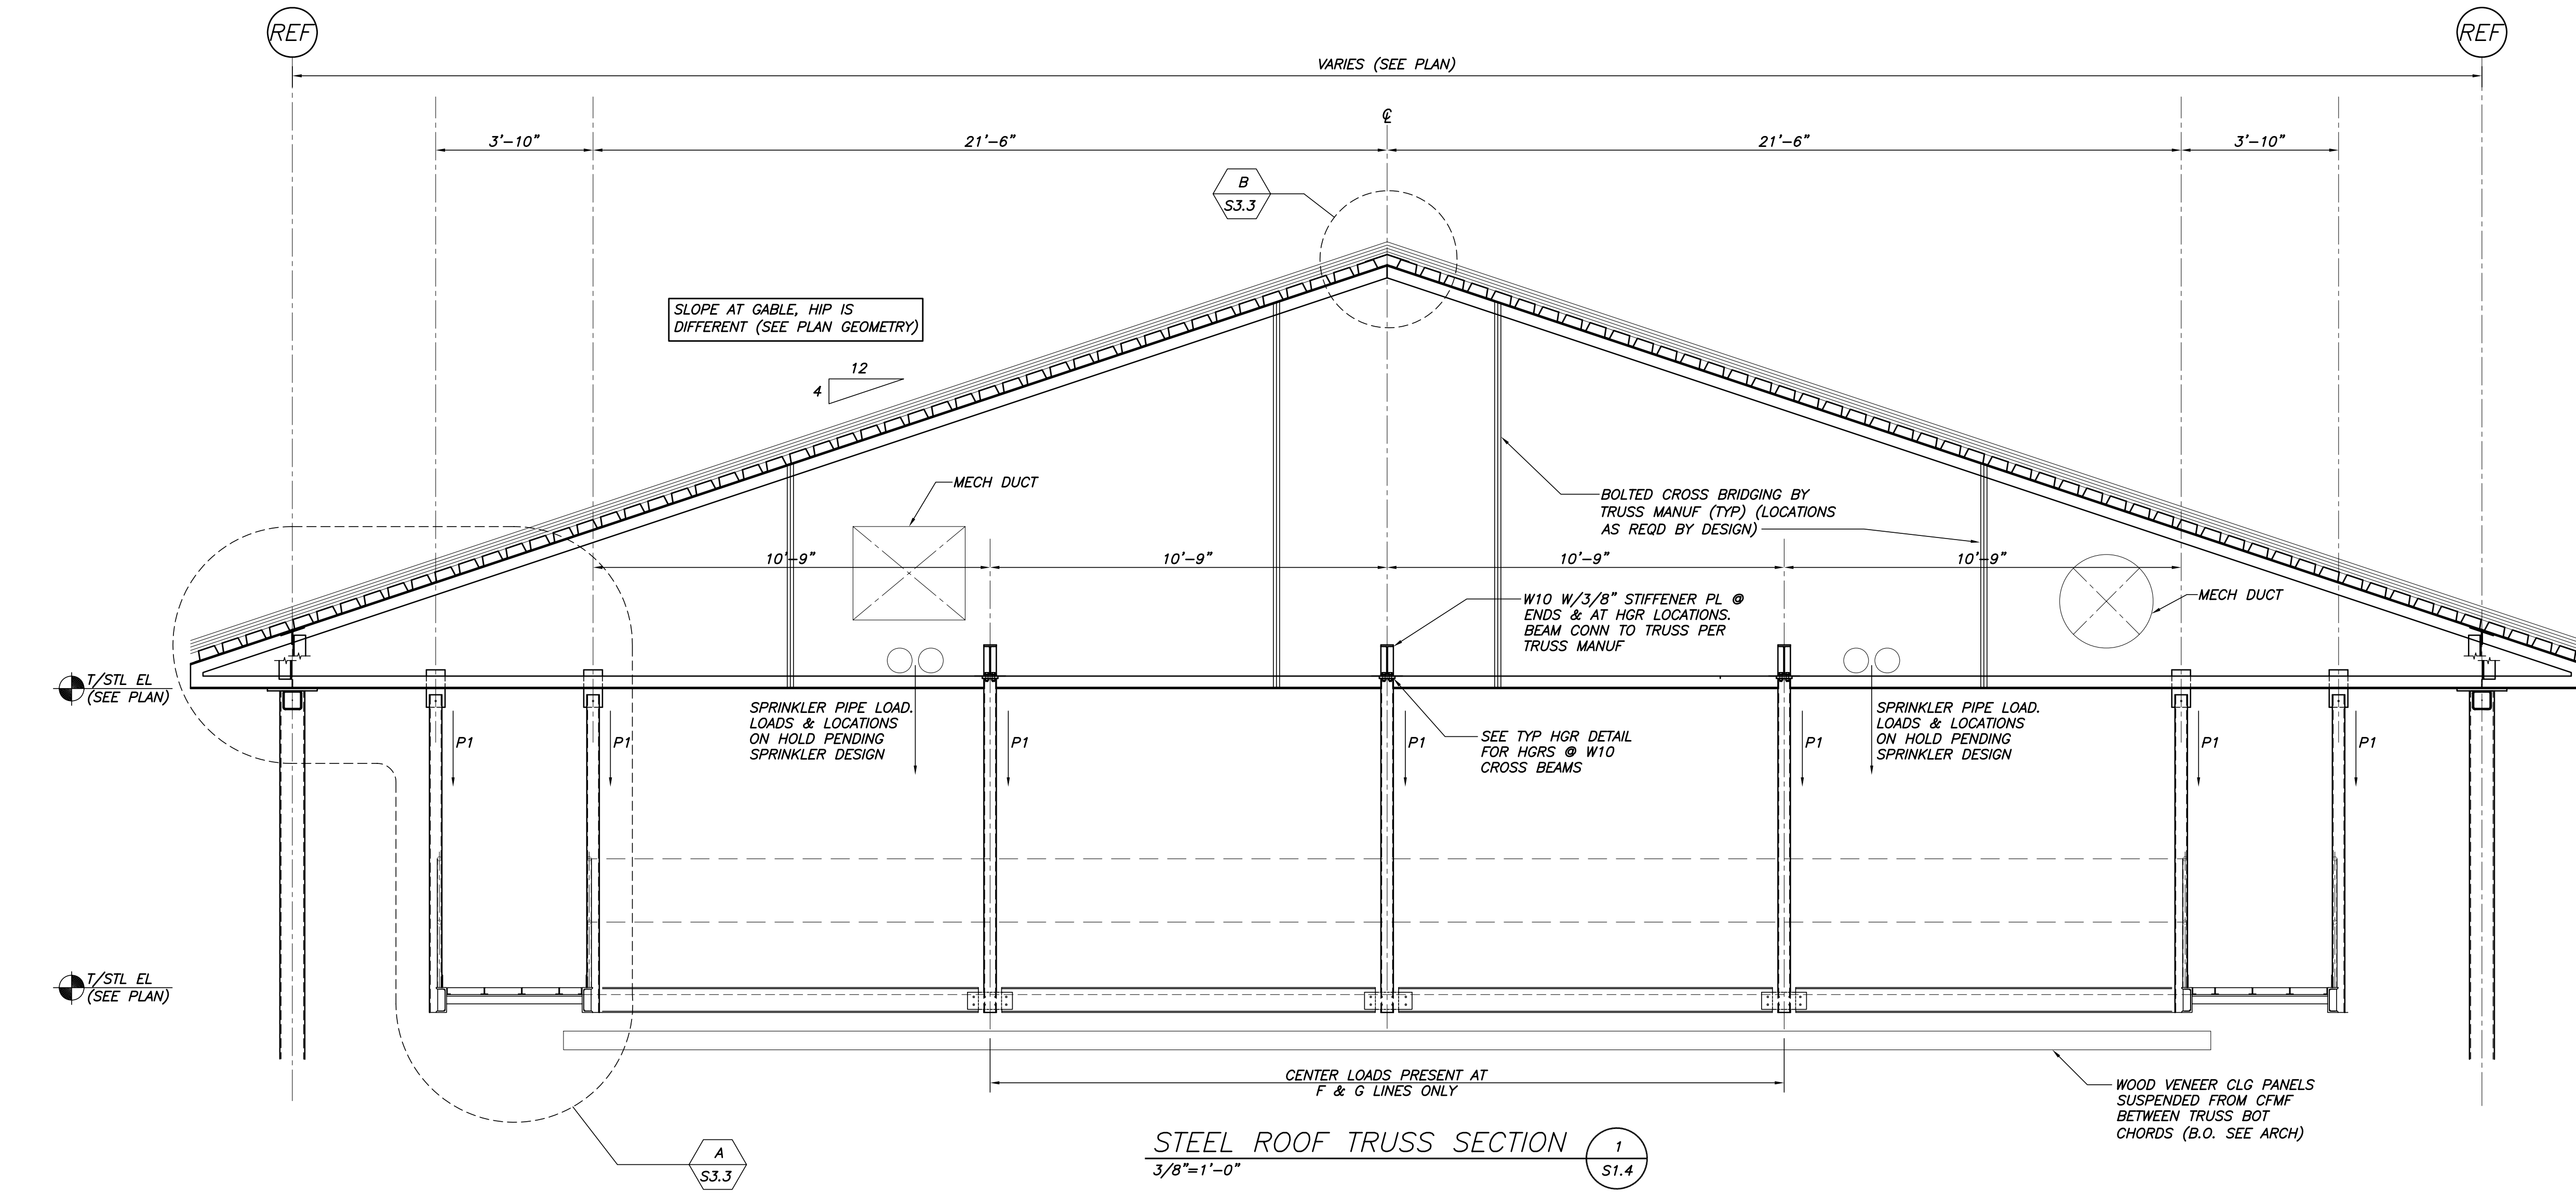 REF
REF
VARIES (SEE PLAN)
℄
3'-10"
21'-6"
21'-6"
3'-10"
B
S3.3
SLOPE AT GABLE, HIP IS
DIFFERENT (SEE PLAN GEOMETRY)
12
4
MECH DUCT
BOLTED CROSS BRIDGING BY
TRUSS MANUF (TYP) (LOCATIONS
AS REQD BY DESIGN)
10'-9"
10'-9"
10'-9"
10'-9"
W10 W/3/8" STIFFENER PL @
ENDS & AT HGR LOCATIONS.
BEAM CONN TO TRUSS PER
TRUSS MANUF
MECH DUCT
T/STL EL
(SEE PLAN)
SPRINKLER PIPE LOAD.
LOADS & LOCATIONS
ON HOLD PENDING
SPRINKLER DESIGN
SPRINKLER PIPE LOAD.
LOADS & LOCATIONS
ON HOLD PENDING
SPRINKLER DESIGN
P1
P1
P1
P1
P1
P1
P1
SEE TYP HGR DETAIL
FOR HGRS @ W10
CROSS BEAMS
T/STL EL
(SEE PLAN)
CENTER LOADS PRESENT AT
F & G LINES ONLY
WOOD VENEER CLG PANELS
SUSPENDED FROM CFMF
BETWEEN TRUSS BOT
CHORDS (B.O. SEE ARCH)
A
S3.3
STEEL ROOF TRUSS SECTION
3/8"=1'-0"
1
S1.4